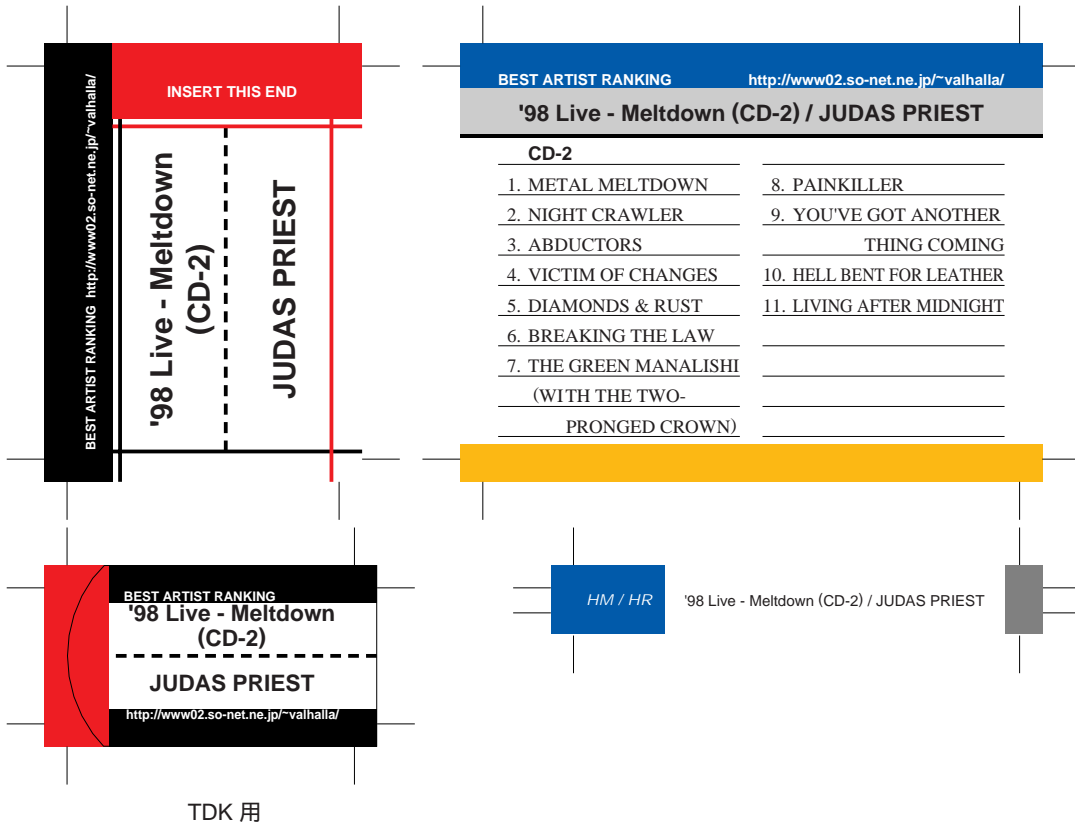 INSERT THIS END
BEST ARTIST RANKING  http://www02.so-net.ne.jp/~valhalla/
'98 Live - Meltdown
(CD-2)
JUDAS PRIEST
BEST ARTIST RANKING http://www02.so-net.ne.jp/~valhalla/
'98 Live - Meltdown (CD-2) / JUDAS PRIEST
CD-2
1. METAL MELTDOWN
2. NIGHT CRAWLER
3. ABDUCTORS
4. VICTIM OF CHANGES
5. DIAMONDS & RUST
6. BREAKING THE LAW
7. THE GREEN MANALISHI
(WITH THE TWO-
PRONGED CROWN)
8. PAINKILLER
9. YOU'VE GOT ANOTHER
THING COMING
10. HELL BENT FOR LEATHER
11. LIVING AFTER MIDNIGHT
BEST ARTIST RANKING
'98 Live - Meltdown
(CD-2)
JUDAS PRIEST
http://www02.so-net.ne.jp/~valhalla/
TDK 用
HM / HR
'98 Live - Meltdown (CD-2) / JUDAS PRIEST